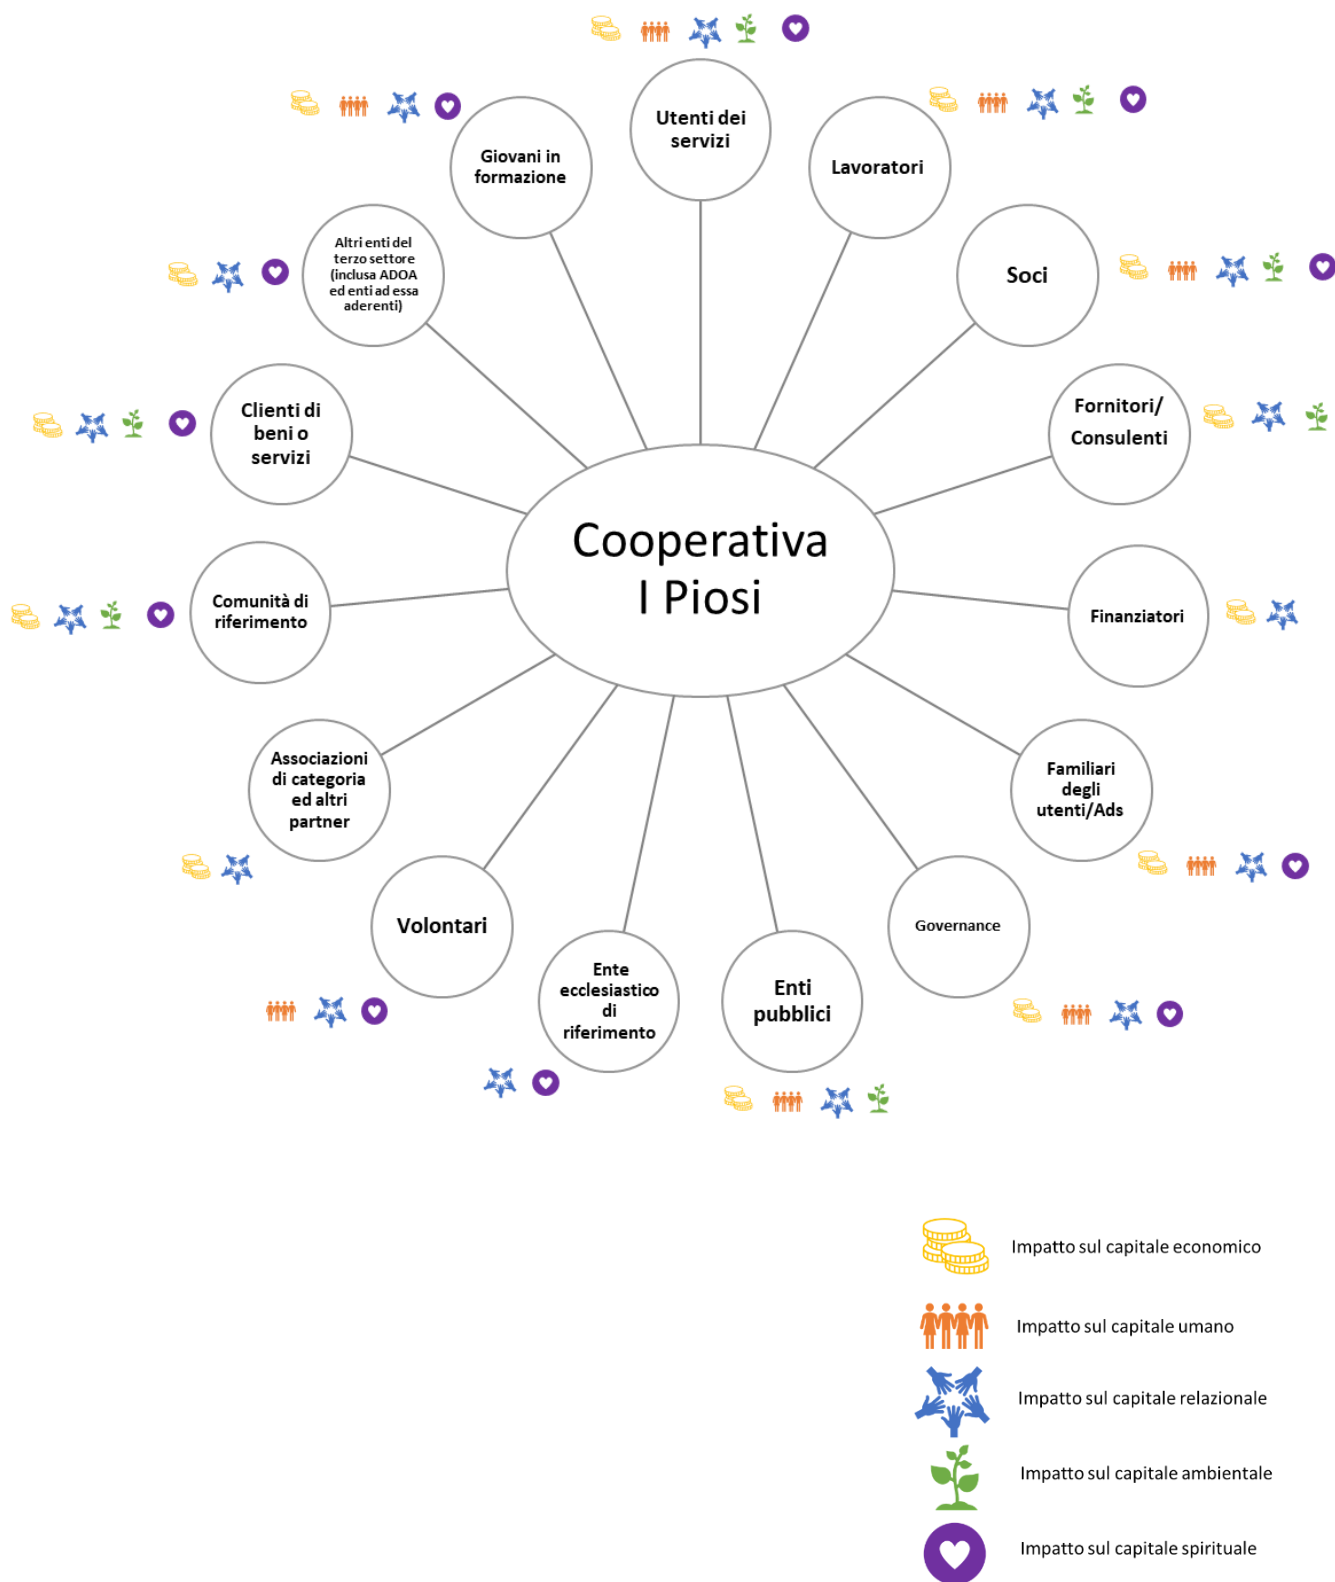 Utenti dei
servizi
Lavoratori
Soci
Fornitori/
Consulenti
Finanziatori
Familiari
degli
utenti/Ads
Governance
Enti
pubblici
Ente
ecclesiastico
di
riferimento
Volontari
Associazioni
di categoria
ed altri
partner
Comunità di
riferimento
Clienti di
beni o
servizi
Altri enti del
terzo settore
(inclusa ADOA
ed enti ad essa
aderenti)
Giovani in
formazione
Cooperativa
I Piosi
Impatto sul capitale economico
Impatto sul capitale umano
Impatto sul capitale relazionale
Impatto sul capitale ambientale
Impatto sul capitale spirituale